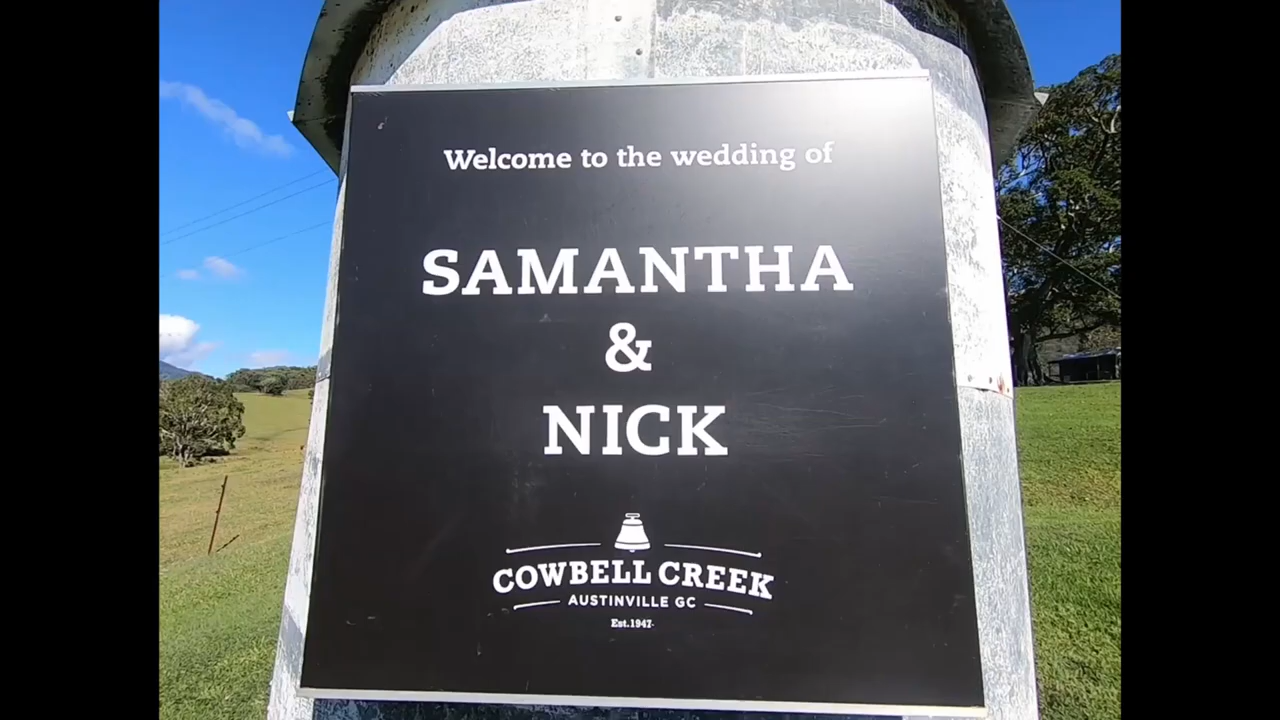 Welcome to the wedding of
SAMANTHA
&
NICK
COWBELL CREEK
AUSTINVILLE GC
Est. 1947